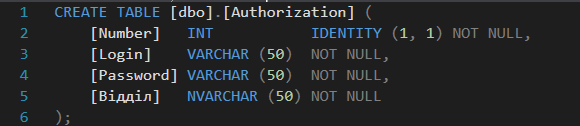 1 CREATE TABLE [dbo].[Authorization] (
2 [Number] INT IDENTITY (1, 1) NOT NULL,
3 [Login] VARCHAR (50) NOT NULL,
4 [Password] VARCHAR (50) NOT NULL,
5 [Відділ] NVARCHAR (50) NOT NULL
6 );